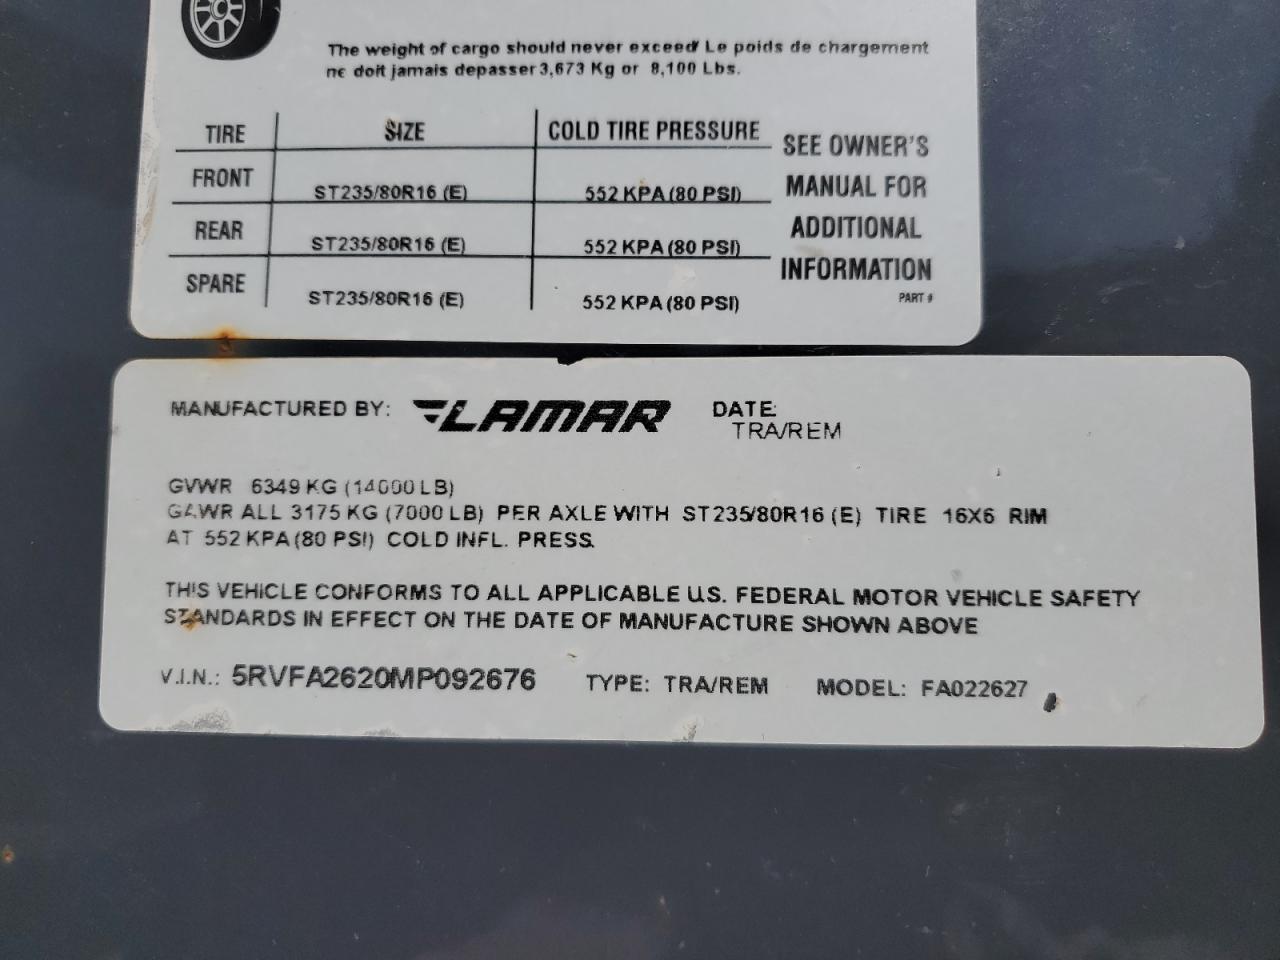 The weight of cargo should never exceed/ Le poids de chargement
ne doit jamais depasser 3,673 Kg or 8,100 Lbs.
TIRE SIZE COLD TIRE PRESSURE
FRONT ST235/80R16 (E) 552 KPA (80 PSI)
REAR ST235/80R16 (E) 552 KPA (80 PSI)
SPARE ST235/80R16 (E) 552 KPA (80 PSI)
SEE OWNER'S
MANUAL FOR
ADDITIONAL
INFORMATION
PART #
MANUFACTURED BY: LAMAR DATE:
TRA/REM
GVWR 6349 KG (14000 LB)
GAWR ALL 3175 KG (7000 LB) PER AXLE WITH ST235/80R16 (E) TIRE 16X6 RIM
AT 552 KPA (80 PSI) COLD INFL. PRESS.
THIS VEHICLE CONFORMS TO ALL APPLICABLE U.S. FEDERAL MOTOR VEHICLE SAFETY
STANDARDS IN EFFECT ON THE DATE OF MANUFACTURE SHOWN ABOVE
V.I.N.: 5RVFA2620MP092676 TYPE: TRA/REM MODEL: FA022627